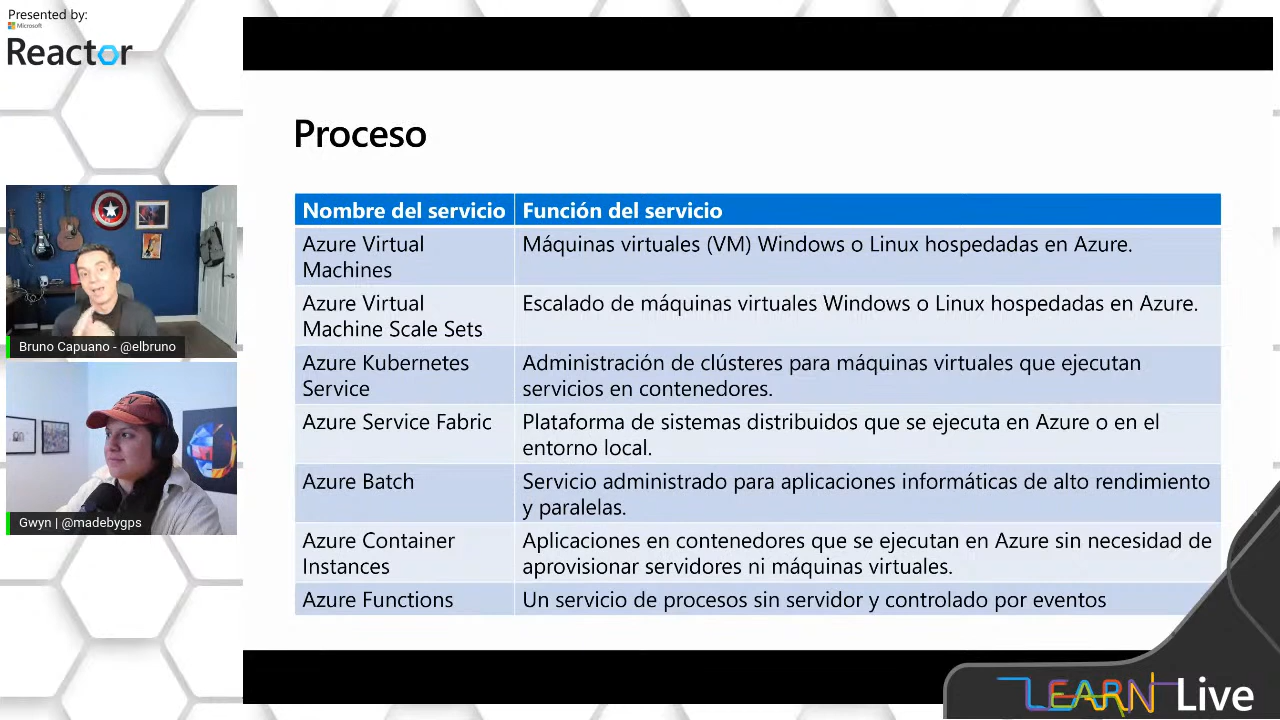 Presented by:
Microsoft
Reactor
Proceso
Nombre del servicio
Función del servicio
Azure Virtual
Machines
Máquinas virtuales (VM) Windows o Linux hospedadas en Azure.
Azure Virtual
Machine Scale Sets
Escalado de máquinas virtuales Windows o Linux hospedadas en Azure.
Azure Kubernetes
Service
Administración de clústeres para máquinas virtuales que ejecutan
servicios en contenedores.
Azure Service Fabric
Plataforma de sistemas distribuidos que se ejecuta en Azure o en el
entorno local.
Azure Batch
Servicio administrado para aplicaciones informáticas de alto rendimiento
y paralelas.
Azure Container
Instances
Aplicaciones en contenedores que se ejecutan en Azure sin necesidad de
aprovisionar servidores ni máquinas virtuales.
Azure Functions
Un servicio de procesos sin servidor y controlado por eventos
Bruno Capuano - @elbruno
Gwyn | @madebygps
LEARN Live